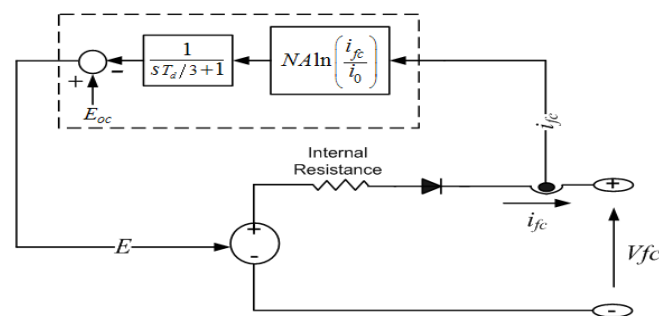 1
sT_d/3+1
NA ln(i_fc/i_0)
+
−
E_oc
i_fc
Internal
Resistance
+
i_fc
E
+
-
Vfc
-